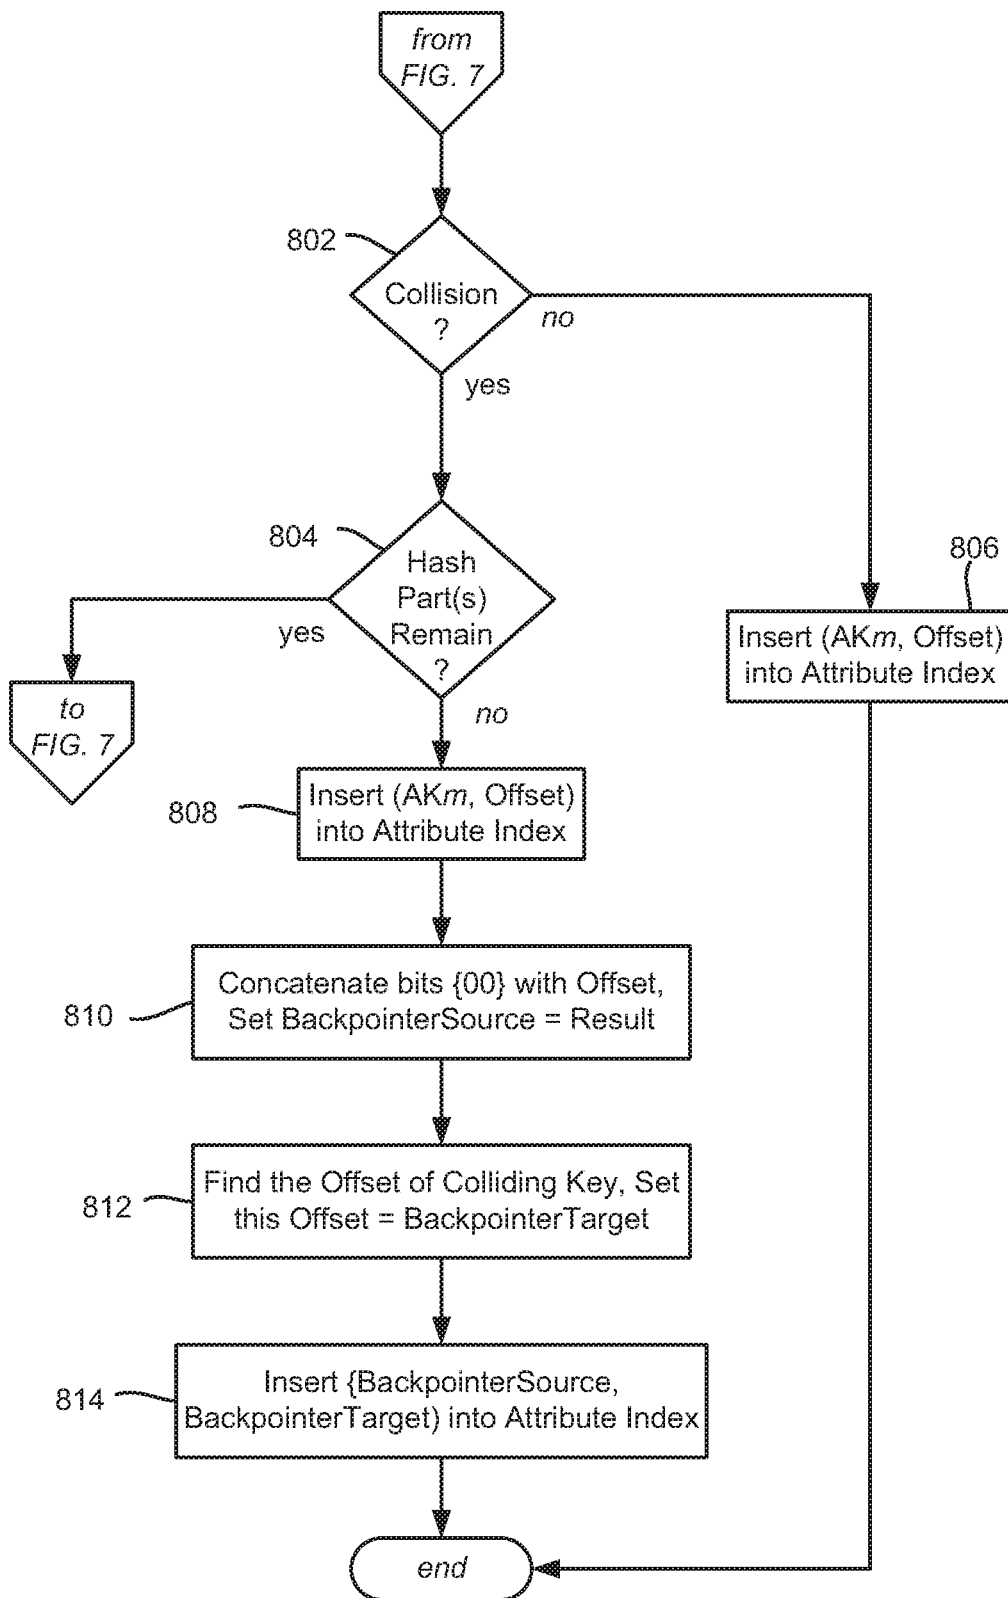 from
FIG. 7
802
Collision
?
no
yes
804
Hash
Part(s)
Remain
?
yes
no
806
Insert (AKm, Offset)
into Attribute Index
to
FIG. 7
808
Insert (AKm, Offset)
into Attribute Index
810
Concatenate bits {00} with Offset,
Set BackpointerSource = Result
812
Find the Offset of Colliding Key, Set
this Offset = BackpointerTarget
814
Insert {BackpointerSource,
BackpointerTarget) into Attribute Index
end